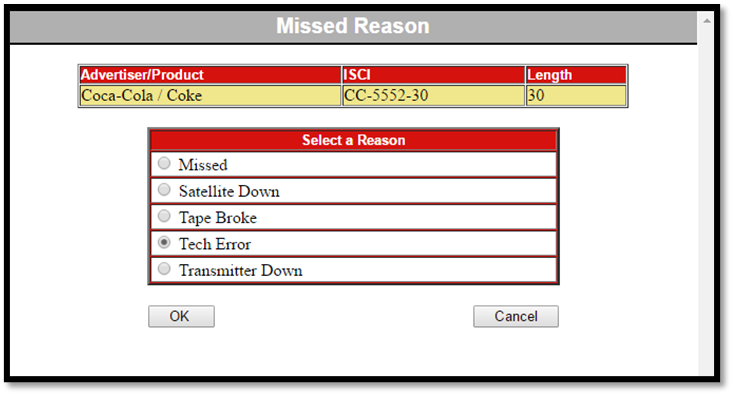 Missed Reason
Advertiser/Product ISCI Length
Coca-Cola / Coke CC-5552-30 30
Select a Reason
Missed
Satellite Down
Tape Broke
Tech Error
Transmitter Down
OK Cancel